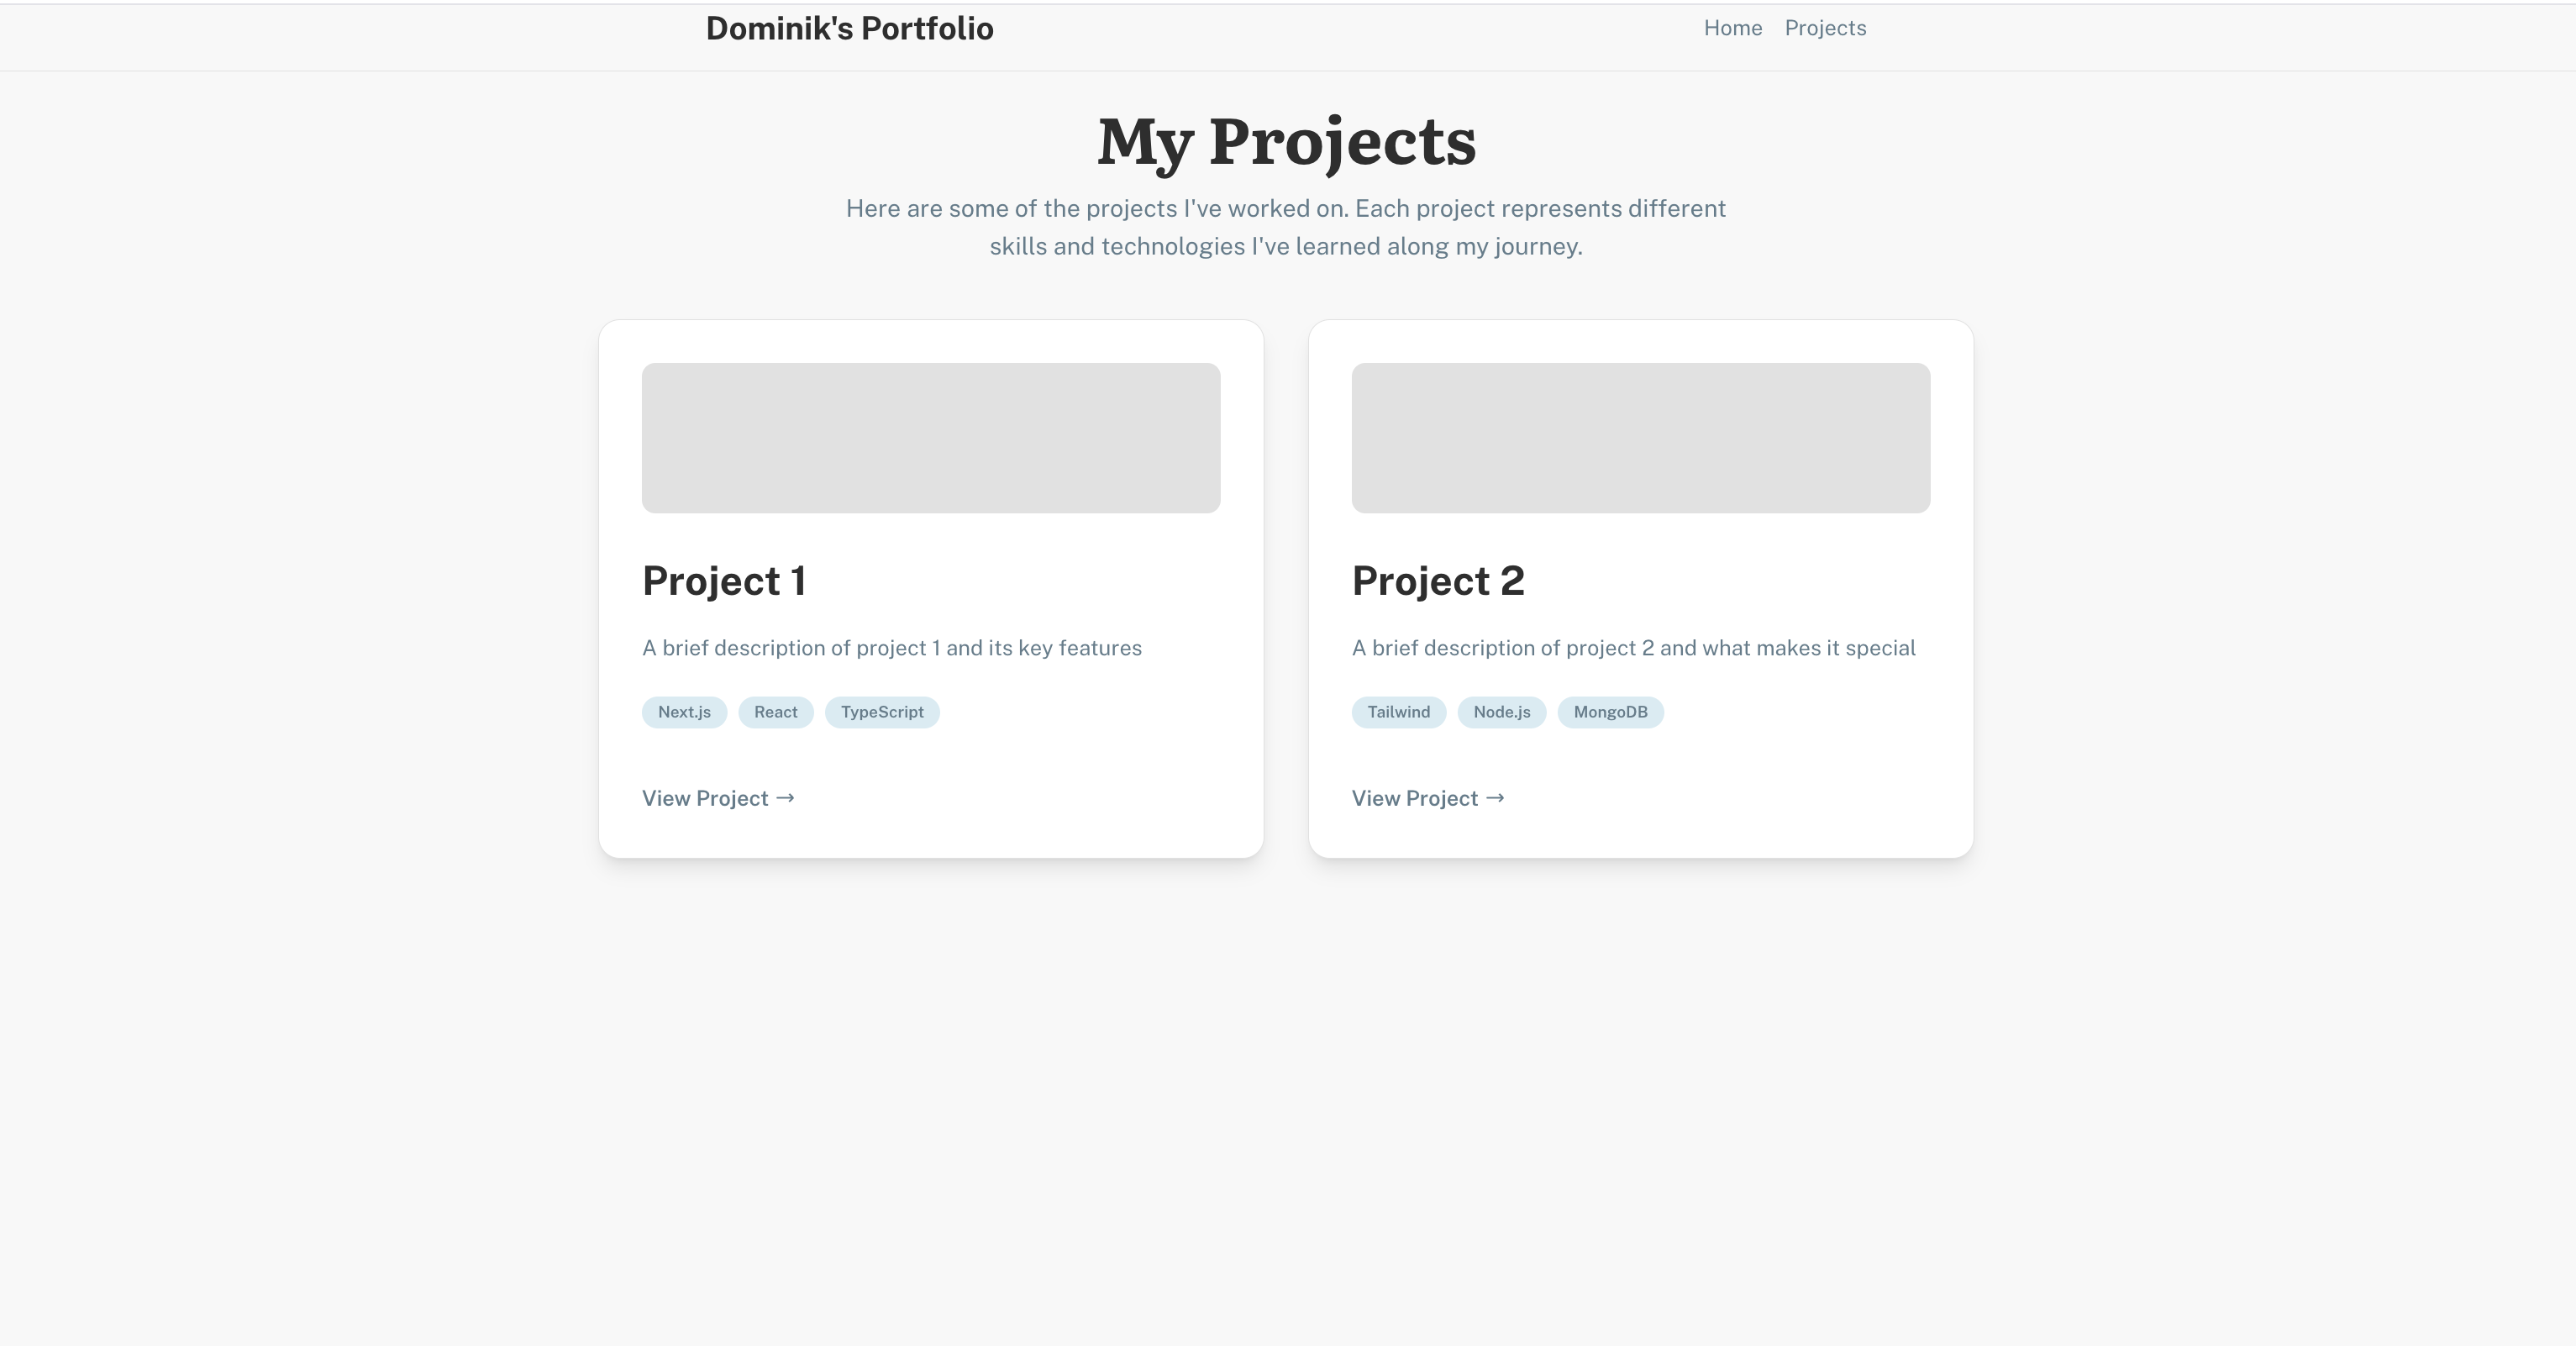 Dominik's Portfolio
Home Projects
My Projects
Here are some of the projects I've worked on. Each project represents different
skills and technologies I've learned along my journey.
Project 1
A brief description of project 1 and its key features
Next.js React TypeScript
View Project →
Project 2
A brief description of project 2 and what makes it special
Tailwind Node.js MongoDB
View Project →